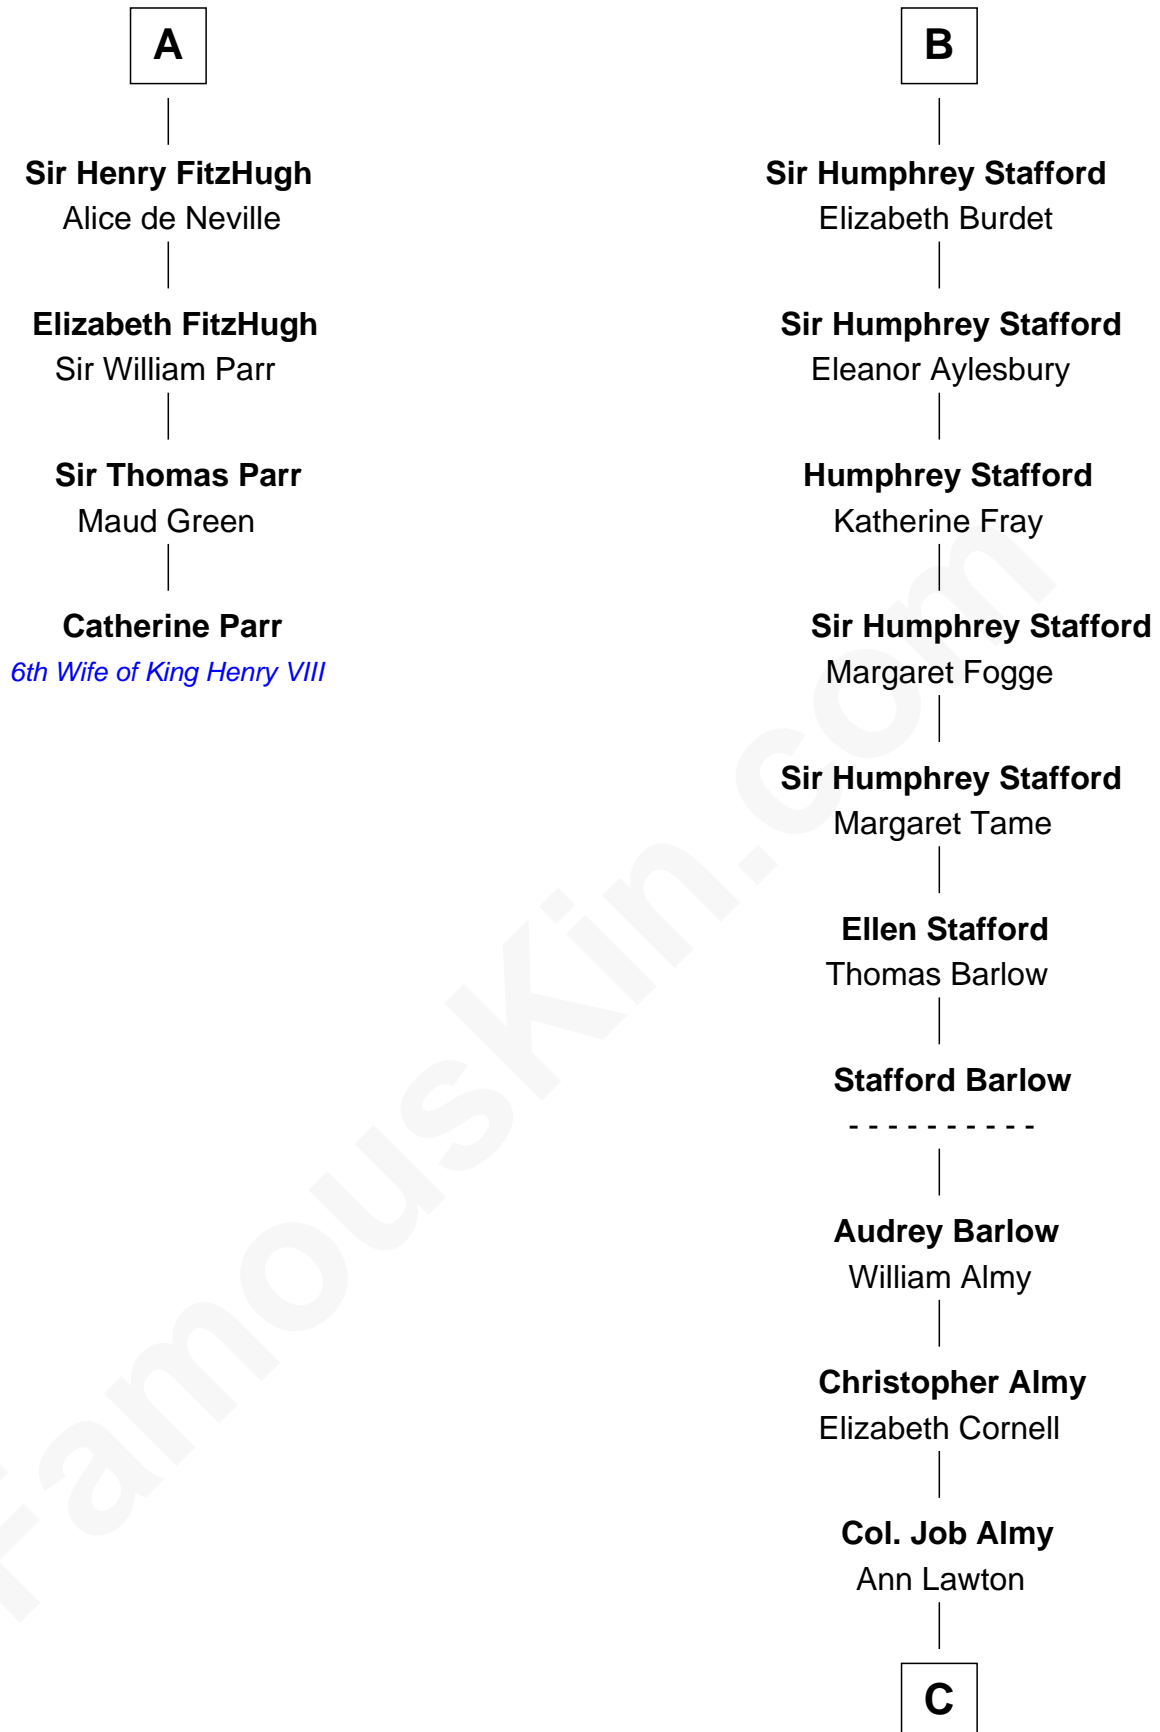 A
Sir Henry FitzHugh
Alice de Neville
Elizabeth FitzHugh
Sir William Parr
Sir Thomas Parr
Maud Green
Catherine Parr
6th Wife of King Henry VIII
B
Sir Humphrey Stafford
Elizabeth Burdet
Sir Humphrey Stafford
Eleanor Aylesbury
Humphrey Stafford
Katherine Fray
Sir Humphrey Stafford
Margaret Fogge
Sir Humphrey Stafford
Margaret Tame
Ellen Stafford
Thomas Barlow
Stafford Barlow
- - - - - - - - - -
Audrey Barlow
William Almy
Christopher Almy
Elizabeth Cornell
Col. Job Almy
Ann Lawton
C
FamousKin.com